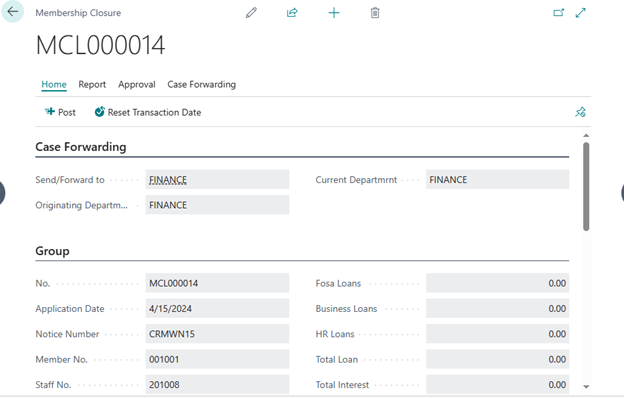 Membership Closure
MCL000014
Home Report Approval Case Forwarding
Post Reset Transaction Date
Case Forwarding
Send/Forward to FINANCE Current Departmrnt FINANCE
Originating Departm... FINANCE
Group
No. MCL000014 Fosa Loans 0.00
Application Date 4/15/2024 Business Loans 0.00
Notice Number CRMWN15 HR Loans 0.00
Member No. 001001 Total Loan 0.00
Staff No. 201008 Total Interest 0.00